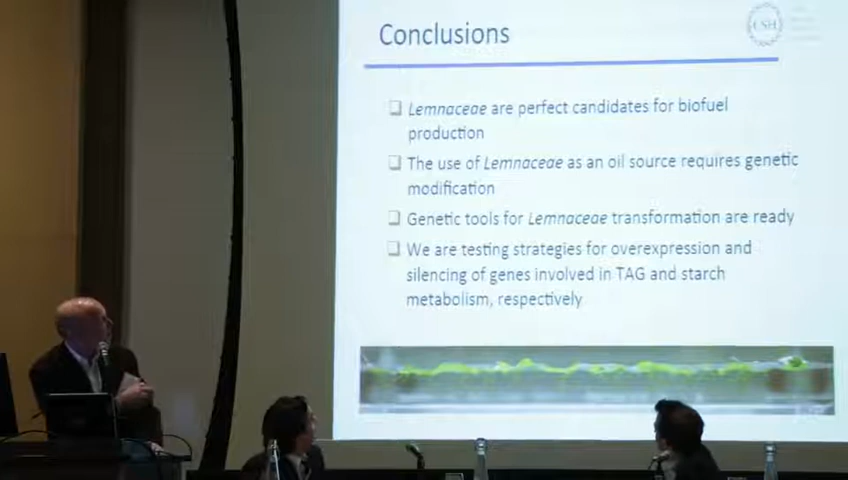 Conclusions
CSH
Lemnaceae are perfect candidates for biofuel
production
The use of Lemnaceae as an oil source requires genetic
modification
Genetic tools for Lemnaceae transformation are ready
We are testing strategies for overexpression and
silencing of genes involved in TAG and starch
metabolism, respectively